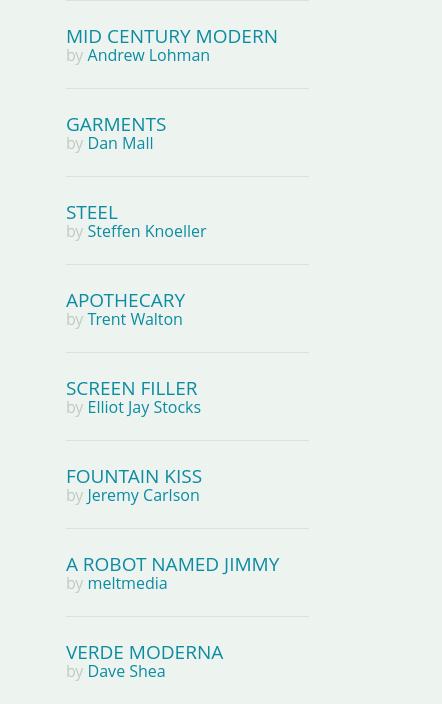 MID CENTURY MODERN
by Andrew Lohman
GARMENTS
by Dan Mall
STEEL
by Steffen Knoeller
APOTHECARY
by Trent Walton
SCREEN FILLER
by Elliot Jay Stocks
FOUNTAIN KISS
by Jeremy Carlson
A ROBOT NAMED JIMMY
by meltmedia
VERDE MODERNA
by Dave Shea